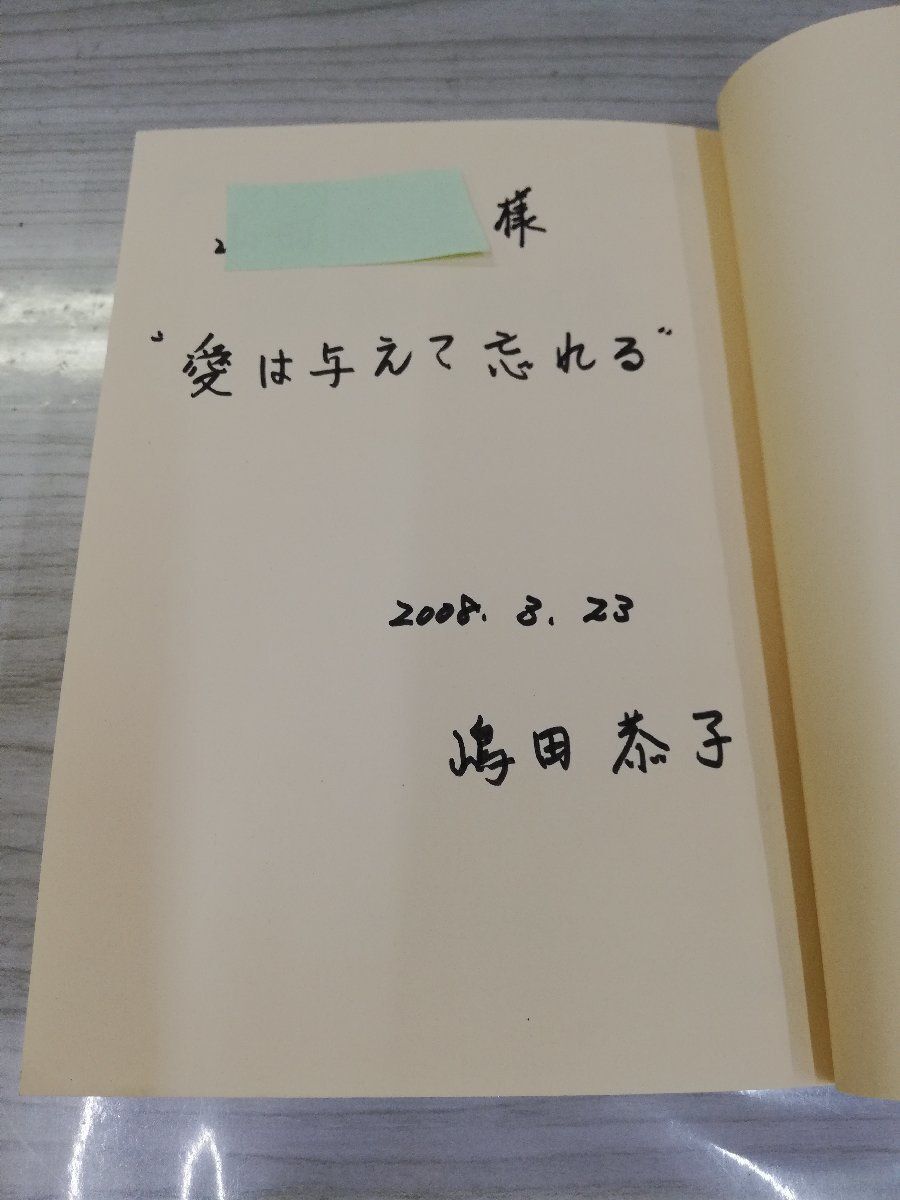 様
"愛は与えて忘れる"
2008. 3. 23
嶋田恭子